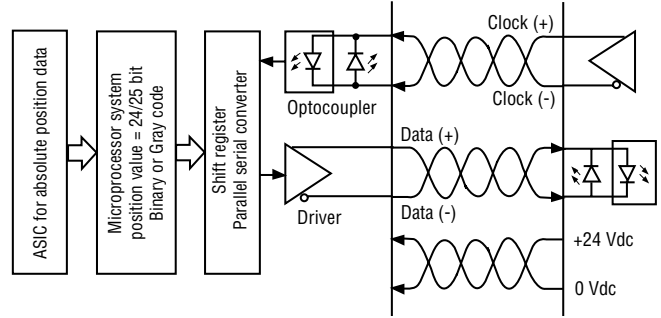 ASIC for absolute position data
Microprocessor system
position value = 24/25 bit
Binary or Gray code
Shift register
Parallel serial converter
Optocoupler
Driver
Clock (+)
Clock (-)
Data (+)
Data (-)
+24 Vdc
0 Vdc